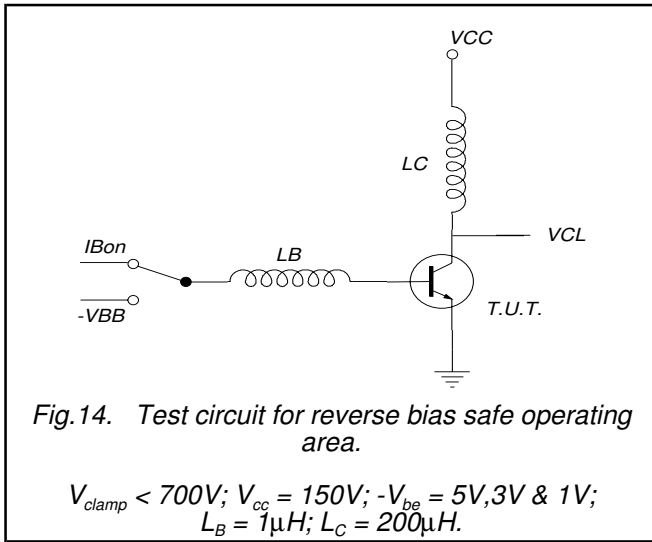 VCC
LC
IBon
LB
VCL
-VBB
T.U.T.
Fig.14. Test circuit for reverse bias safe operating
area.
Vclamp < 700V; Vcc = 150V; -Vbe = 5V,3V & 1V;
LB = 1μH; LC = 200μH.